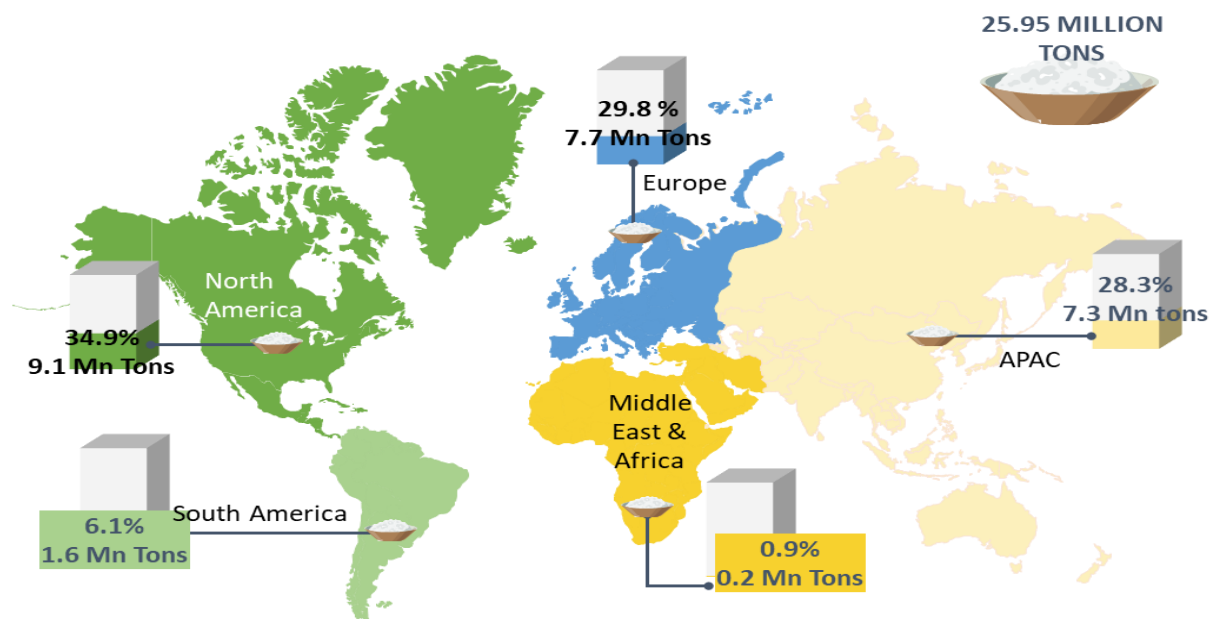 25.95 MILLION
TONS
29.8 %
7.7 Mn Tons
Europe
North
America
34.9%
9.1 Mn Tons
28.3%
7.3 Mn tons
APAC
Middle
East &
Africa
South America
6.1%
1.6 Mn Tons
0.9%
0.2 Mn Tons